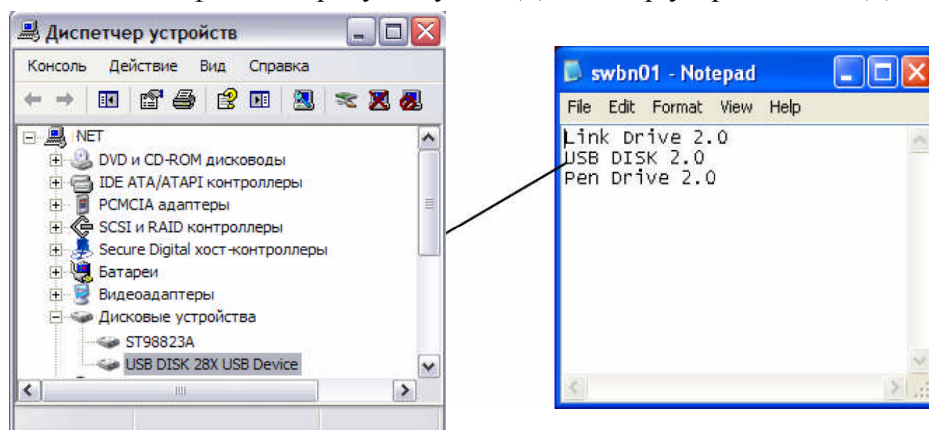 Диспетчер устройств
Консоль Действие Вид Справка
NET
DVD и CD-ROM дисководы
IDE ATA/ATAPI контроллеры
PCMCIA адаптеры
SCSI и RAID контроллеры
Secure Digital хост-контроллеры
Батареи
Видеоадаптеры
Дисковые устройства
ST98823A
USB DISK 28X USB Device
swbn01 - Notepad
File Edit Format View Help
Link Drive 2.0
USB DISK 2.0
Pen Drive 2.0